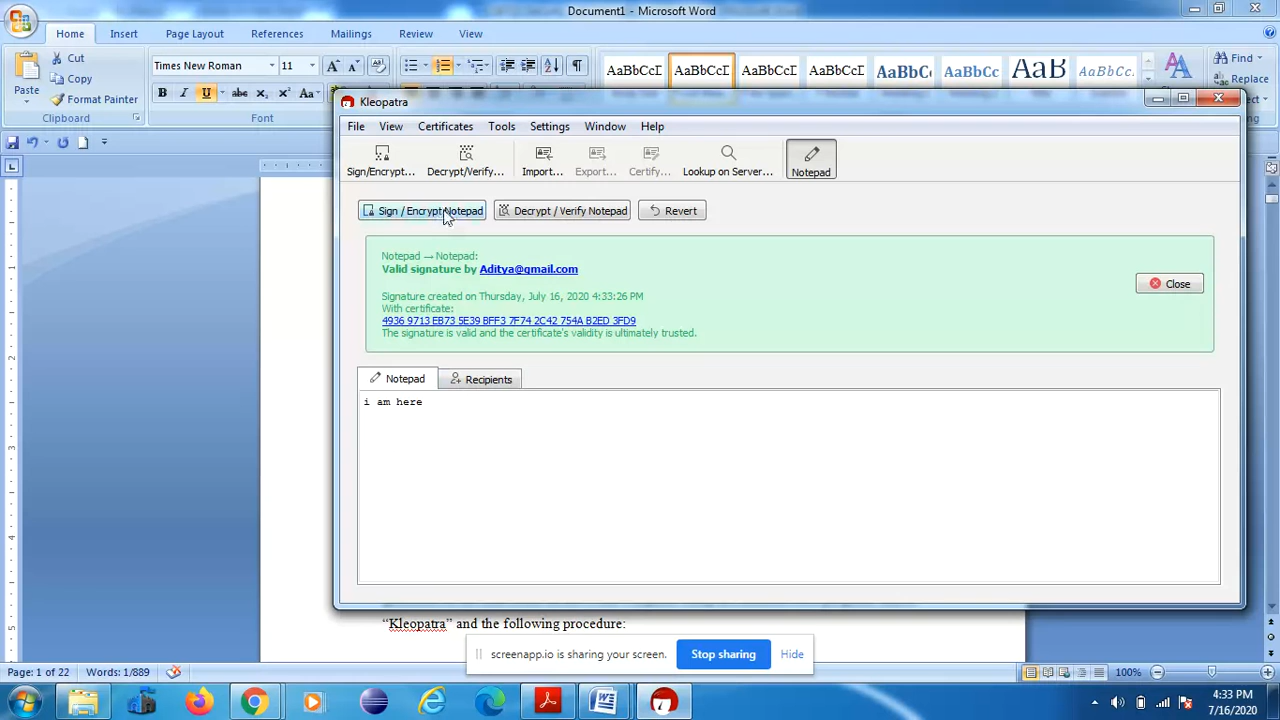 Document1 - Microsoft Word
Home Insert Page Layout References Mailings Review View
Cut
Copy
Format Painter
Paste
Clipboard
Times New Roman 11
Font
AaBbCcI AaBbCcI AaBbCcI AaBbCcI AaBbCc AaBbCc AaB AaBbCcI
Find
Replace
Kleopatra
File View Certificates Tools Settings Window Help
Sign/Encrypt... Decrypt/Verify... Import... Export... Certify... Lookup on Server... Notepad
Sign / Encrypt Notepad Decrypt / Verify Notepad Revert
Notepad → Notepad:
Valid signature by Aditya@gmail.com
Close
Signature created on Thursday, July 16, 2020 4:33:26 PM
With certificate:
4936 9713 EB73 5E39 BFF3 7F74 2C42 754A B2ED 3FD9
The signature is valid and the certificate's validity is ultimately trusted.
Notepad Recipients
i am here
“Kleopatra” and the following procedure:
screenapp.io is sharing your screen. Stop sharing Hide
Page: 1 of 22 Words: 1/889 100%
4:33 PM
7/16/2020